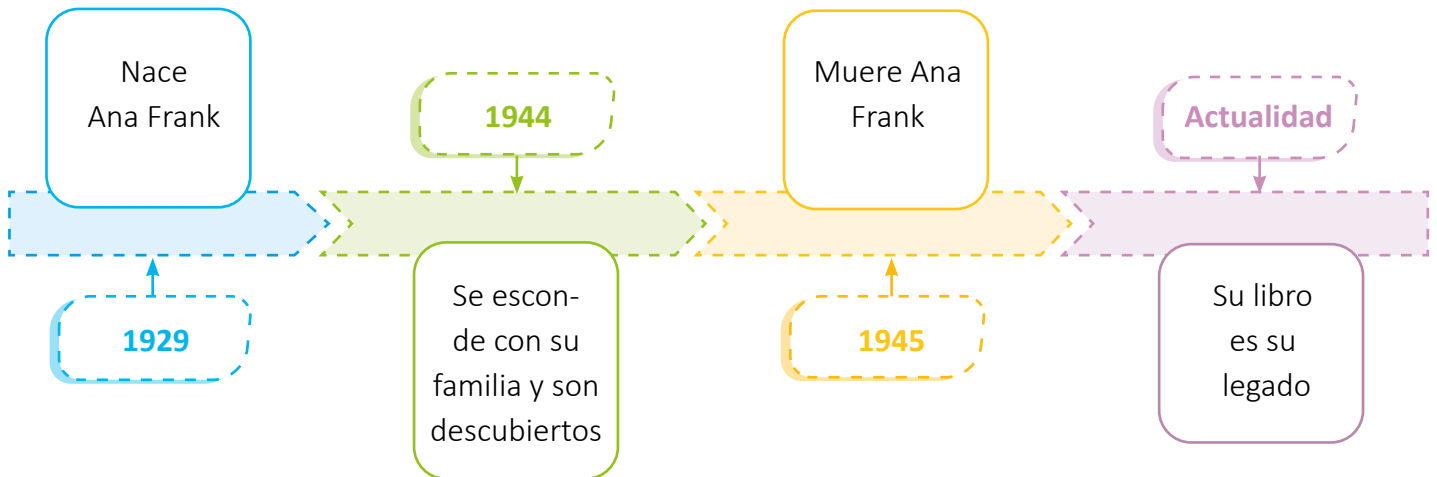 Nace
Ana Frank
1929
1944
Se escon-
de con su
familia y son
descubiertos
Muere Ana
Frank
1945
Actualidad
Su libro
es su
legado